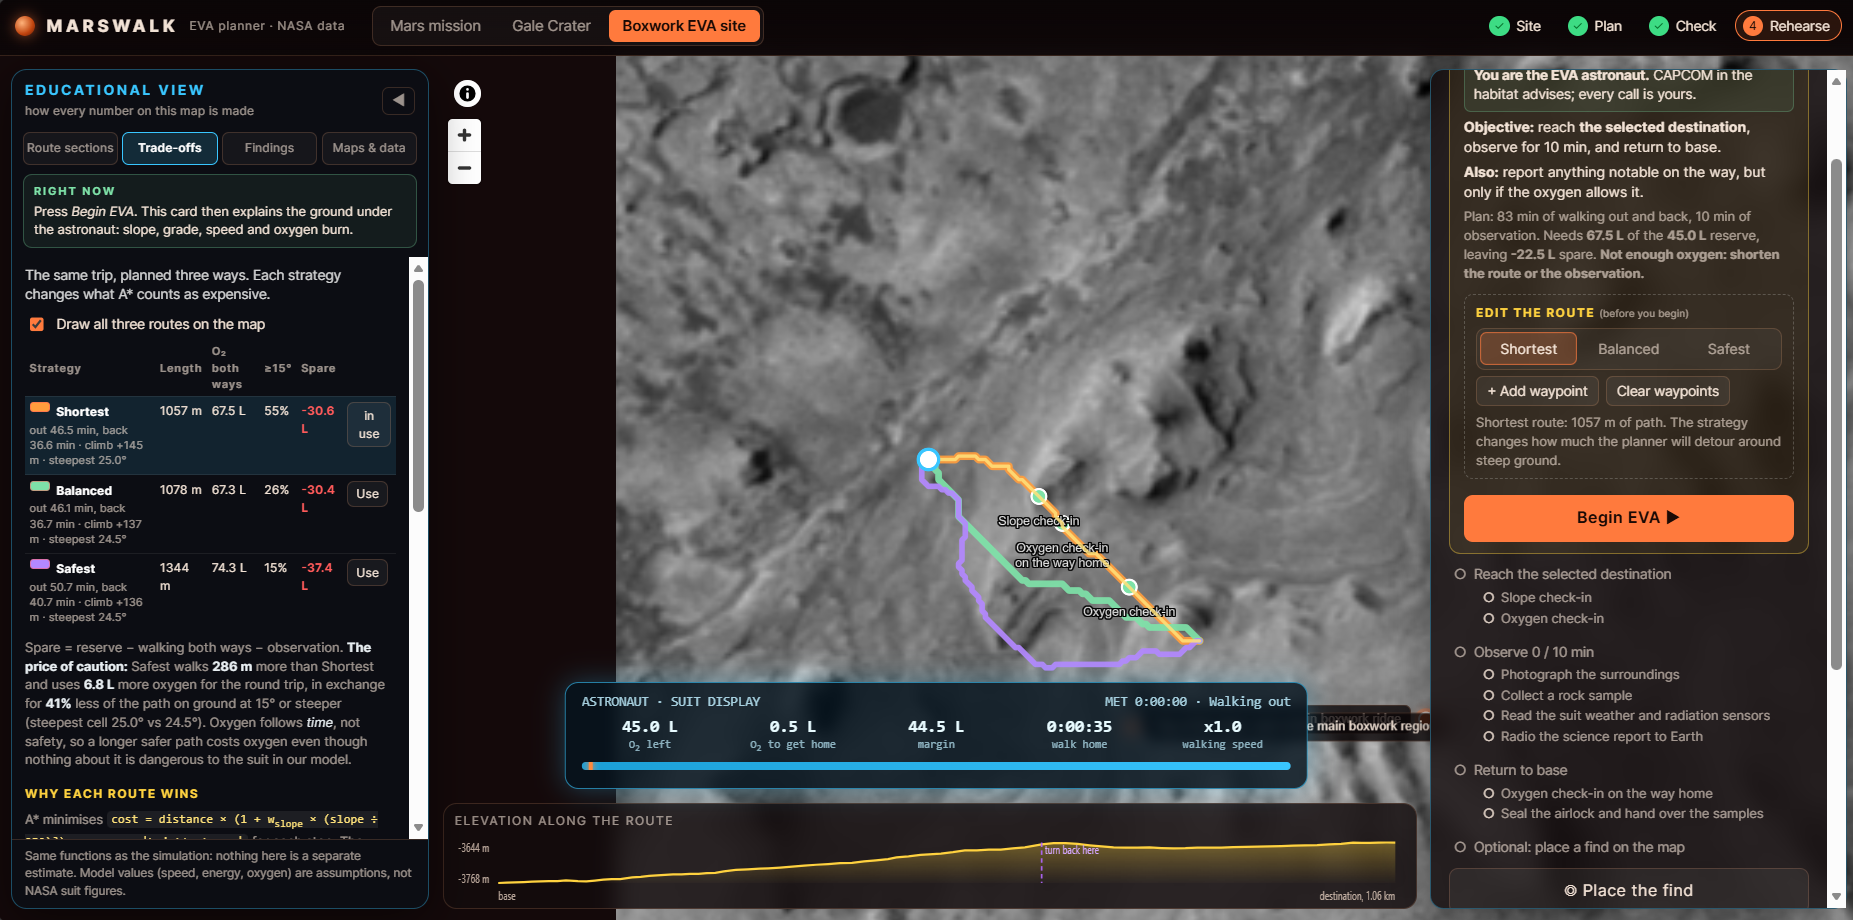 MARSWALK EVA planner · NASA data
Mars mission Gale Crater Boxwork EVA site
Site Plan Check 4 Rehearse
EDUCATIONAL VIEW
how every number on this map is made
Route sections Trade-offs Findings Maps & data
RIGHT NOW
Press Begin EVA. This card then explains the ground under
the astronaut: slope, grade, speed and oxygen burn.
The same trip, planned three ways. Each strategy
changes what A* counts as expensive.
Draw all three routes on the map
Strategy Length O₂ both ways ≥15° Spare
Shortest 1057 m 67.5 L 55% -30.6 L in use
out 46.5 min, back
36.6 min · climb +145
m · steepest 25.0°
Balanced 1078 m 67.3 L 26% -30.4 L Use
out 46.1 min, back
36.7 min · climb +137
m · steepest 24.5°
Safest 1344 m 74.3 L 15% -37.4 L Use
out 50.7 min, back
40.7 min · climb +136
m · steepest 24.5°
Spare = reserve − walking both ways − observation. The
price of caution: Safest walks 286 m more than Shortest
and uses 6.8 L more oxygen for the round trip, in exchange
for 41% less of the path on ground at 15° or steeper
(steepest cell 25.0° vs 24.5°). Oxygen follows time, not
safety, so a longer safer path costs oxygen even though
nothing about it is dangerous to the suit in our model.
WHY EACH ROUTE WINS
A* minimises cost = distance × (1 + wslope × (slope ÷
Same functions as the simulation: nothing here is a separate
estimate. Model values (speed, energy, oxygen) are assumptions, not
NASA suit figures.
Slope check-in
Oxygen check-in
on the way home
Oxygen check-in
e main boxwork regio
ASTRONAUT · SUIT DISPLAY MET 0:00:00 · Walking out
45.0 L 0.5 L 44.5 L 0:00:35 x1.0
O₂ left O₂ to get home margin walk home walking speed
ELEVATION ALONG THE ROUTE
-3644 m
turn back here
-3768 m
base destination, 1.06 km
You are the EVA astronaut. CAPCOM in the
habitat advises; every call is yours.
Objective: reach the selected destination,
observe for 10 min, and return to base.
Also: report anything notable on the way, but
only if the oxygen allows it.
Plan: 83 min of walking out and back, 10 min of
observation. Needs 67.5 L of the 45.0 L reserve,
leaving -22.5 L spare. Not enough oxygen: shorten
the route or the observation.
EDIT THE ROUTE (before you begin)
Shortest Balanced Safest
+ Add waypoint Clear waypoints
Shortest route: 1057 m of path. The strategy
changes how much the planner will detour around
steep ground.
Begin EVA ▶
Reach the selected destination
Slope check-in
Oxygen check-in
Observe 0 / 10 min
Photograph the surroundings
Collect a rock sample
Read the suit weather and radiation sensors
Radio the science report to Earth
Return to base
Oxygen check-in on the way home
Seal the airlock and hand over the samples
Optional: place a find on the map
◎ Place the find